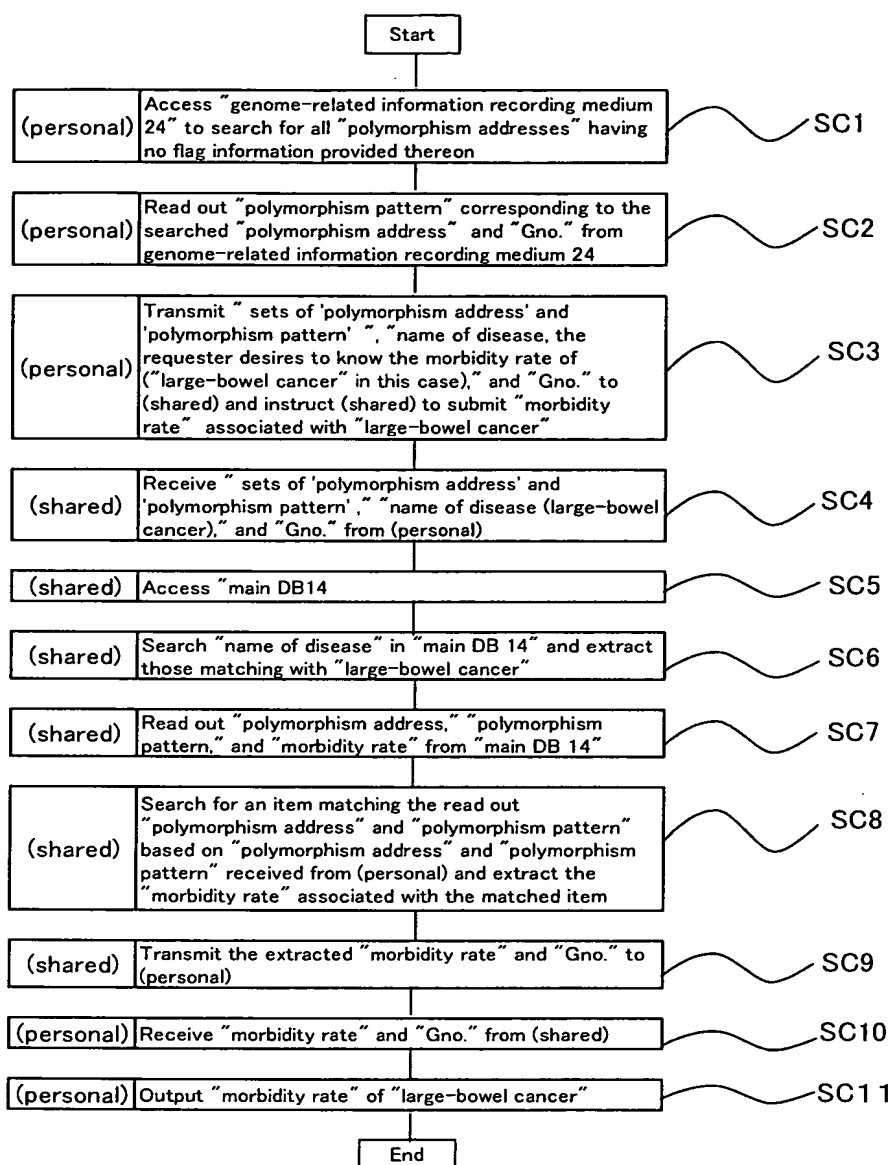 Start
(personal)
Access "genome-related information recording medium
24" to search for all "polymorphism addresses" having
no flag information provided thereon
SC1
(personal)
Read out "polymorphism pattern" corresponding to the
searched "polymorphism address" and "Gno." from
genome-related information recording medium 24
SC2
(personal)
Transmit " sets of 'polymorphism address' and
'polymorphism pattern' ", "name of disease, the
requester desires to know the morbidity rate of
("large-bowel cancer" in this case)," and "Gno." to
(shared) and instruct (shared) to submit "morbidity
rate" associated with "large-bowel cancer"
SC3
(shared)
Receive " sets of 'polymorphism address' and
'polymorphism pattern' ," "name of disease (large-bowel
cancer)," and "Gno." from (personal)
SC4
(shared)
Access "main DB14
SC5
(shared)
Search "name of disease" in "main DB 14" and extract
those matching with "large-bowel cancer"
SC6
(shared)
Read out "polymorphism address," "polymorphism
pattern," and "morbidity rate" from "main DB 14"
SC7
(shared)
Search for an item matching the read out
"polymorphism address" and "polymorphism pattern"
based on "polymorphism address" and "polymorphism
pattern" received from (personal) and extract the
"morbidity rate" associated with the matched item
SC8
(shared)
Transmit the extracted "morbidity rate" and "Gno." to
(personal)
SC9
(personal)
Receive "morbidity rate" and "Gno." from (shared)
SC10
(personal)
Output "morbidity rate" of "large-bowel cancer"
SC11
End